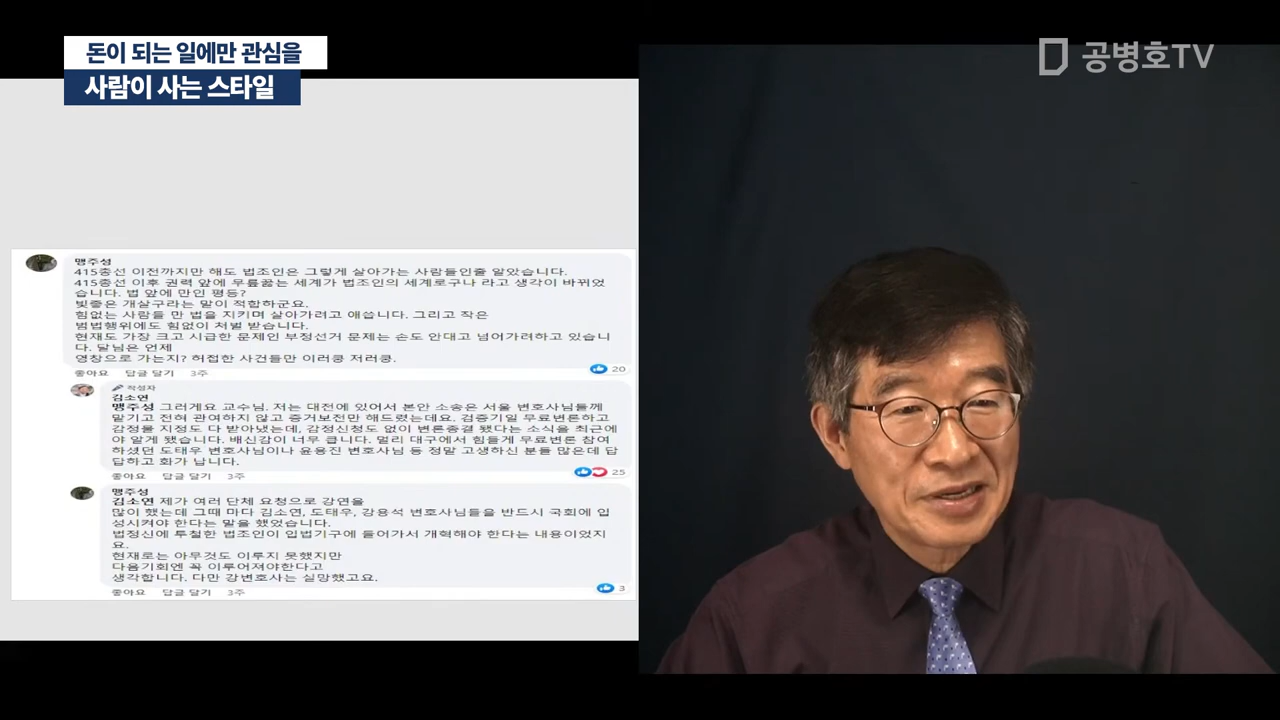 돈이 되는 일에만 관심을
사람이 사는 스타일
공병호TV
맹주성
415총선 이전까지만 해도 법조인은 그렇게 살아가는 사람들인줄 알았습니다.
415총선 이후 권력 앞에 무릎꿇는 세계가 법조인의 세계로구나 라고 생각이 바뀌었
습니다. 법 앞에 만인 평등?
빛좋은 개살구라는 말이 적합하군요.
힘없는 사람들 만 법을 지키며 살아가려고 애씁니다. 그리고 작은
범법행위에도 힘없이 처벌 받습니다.
현재도 가장 크고 시급한 문제인 부정선거 문제는 손도 안대고 넘어가려하고 있습니
다. 달님은 언제
영창으로 가는지? 허접한 사건들만 이러쿵 저러쿵.
좋아요 답글 달기 3주 20
작성자
김소연
맹주성 그러게요 교수님. 저는 대전에 있어서 본안 소송은 서울 변호사님들께
맡기고 전혀 관여하지 않고 증거보전만 해드렸는데요. 검증기일 무료변론하고
감정물 지정도 다 받아냈는데, 감정신청도 없이 변론종결 됐다는 소식을 최근에
야 알게 됐습니다. 배신감이 너무 큽니다. 멀리 대구에서 힘들게 무료변론 참여
하셨던 도태우 변호사님이나 윤용진 변호사님 등 정말 고생하신 분들 많은데 답
답하고 화가 납니다.
좋아요 답글 달기 3주 25
맹주성
김소연 제가 여러 단체 요청으로 강연을
많이 했는데 그때 마다 김소연, 도태우, 강용석 변호사님들을 반드시 국회에 입
성시켜야 한다는 말을 했었습니다.
법정신에 투철한 법조인이 입법기구에 들어가서 개혁해야 한다는 내용이었지
요.
현재로는 아무것도 이루지 못했지만
다음기회엔 꼭 이루어져야한다고
생각합니다. 다만 강변호사는 실망했고요.
좋아요 답글 달기 3주 3